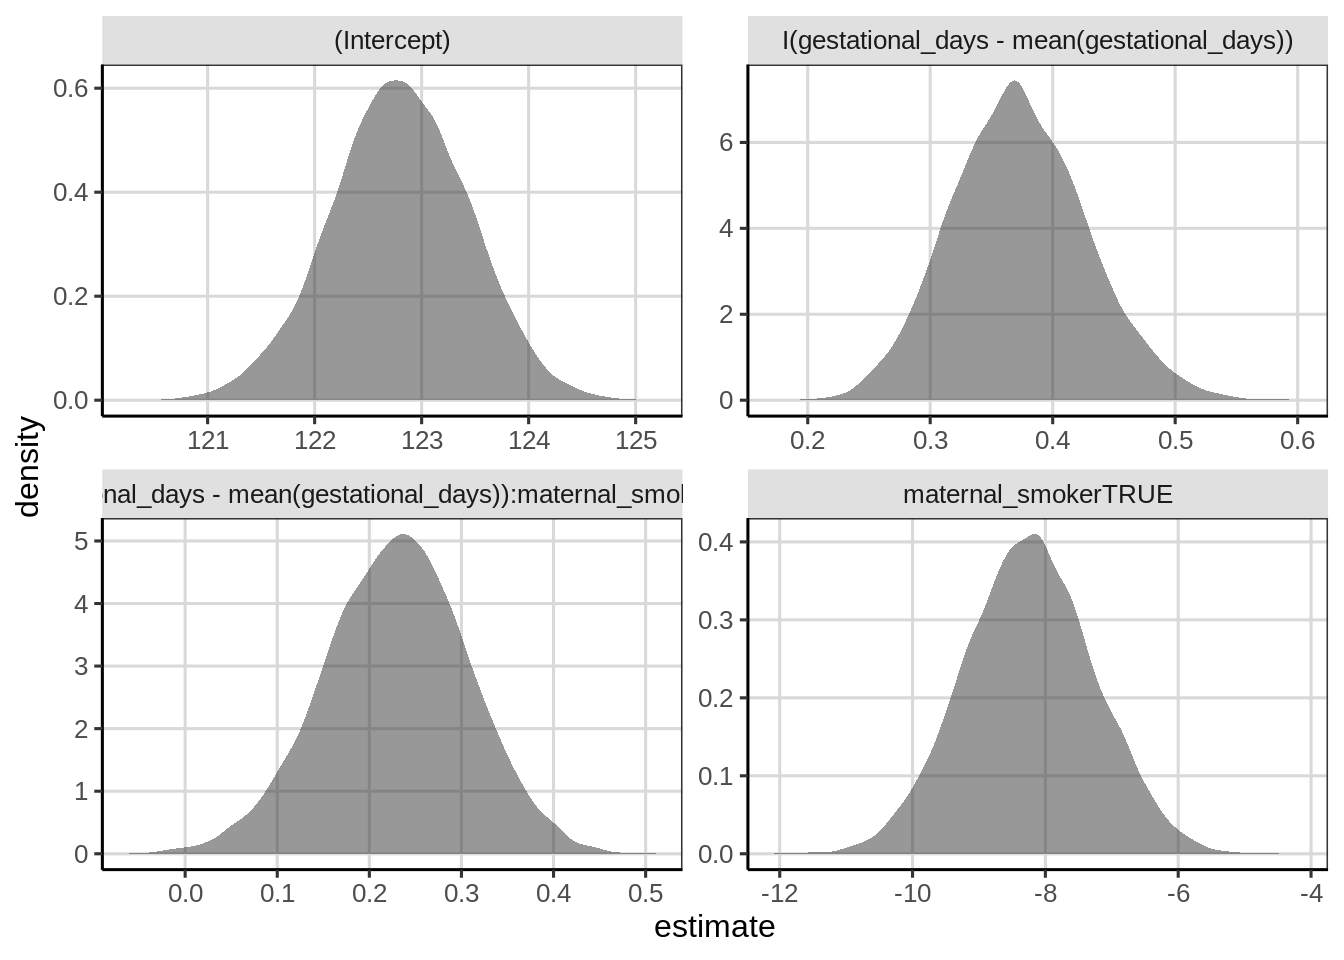 (Intercept)
I(gestational_days - mean(gestational_days))
0.6
0.4
0.2
0.0
121 122 123 124 125
6
4
2
0
0.2 0.3 0.4 0.5 0.6
density
nal_days - mean(gestational_days)):maternal_smo
maternal_smokerTRUE
5
4
3
2
1
0
0.0 0.1 0.2 0.3 0.4 0.5
0.4
0.3
0.2
0.1
0.0
-12 -10 -8 -6 -4
estimate